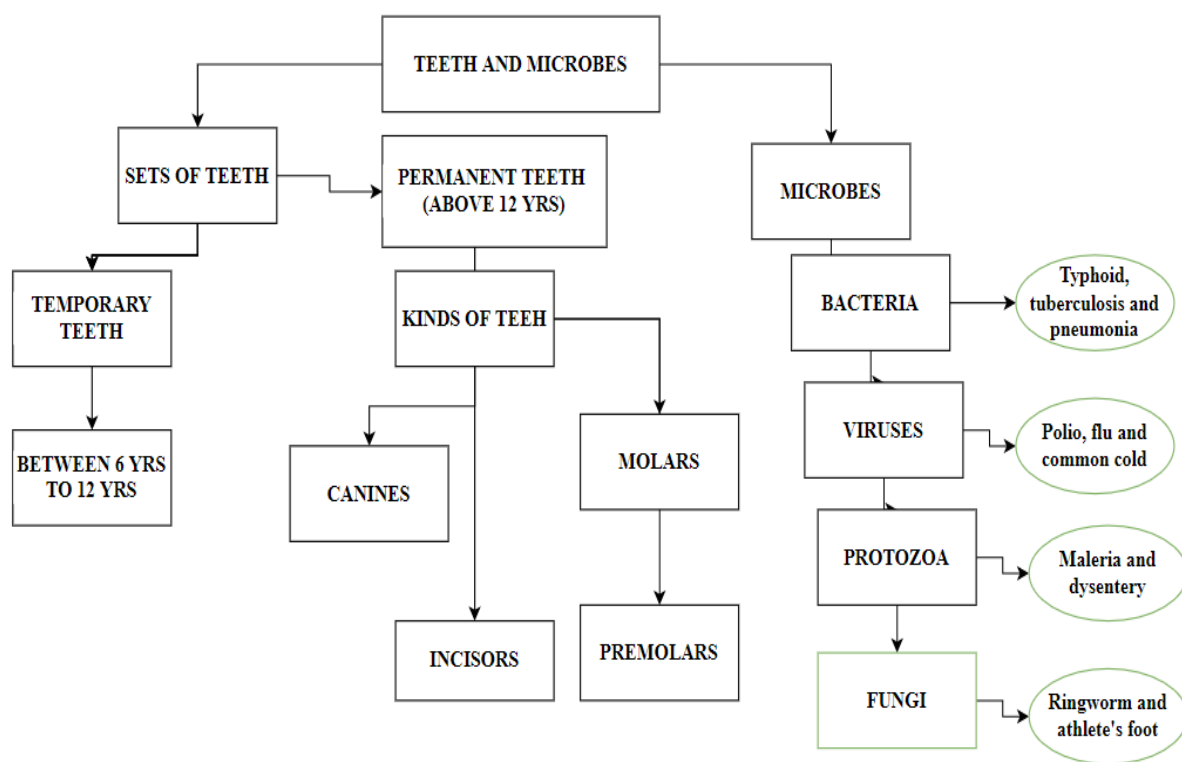 TEETH AND MICROBES
SETS OF TEETH
PERMANENT TEETH
(ABOVE 12 YRS)
MICROBES
TEMPORARY
TEETH
KINDS OF TEEH
BACTERIA
Typhoid,
tuberculosis and
pneumonia
BETWEEN 6 YRS
TO 12 YRS
CANINES
MOLARS
VIRUSES
Polio, flu and
common cold
PROTOZOA
Maleria and
dysentery
INCISORS
PREMOLARS
FUNGI
Ringworm and
athlete's foot